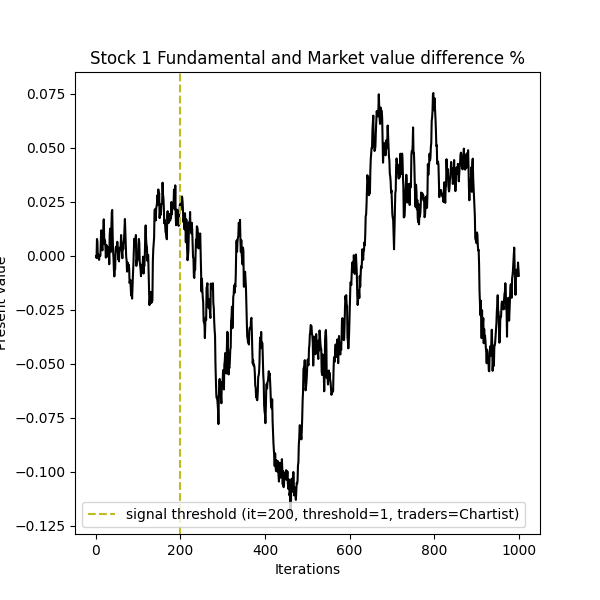 Stock 1 Fundamental and Market value difference %
0.075
0.050
0.025
0.000
−0.025
−0.050
−0.075
−0.100
−0.125
Present value
signal threshold (it=200, threshold=1, traders=Chartist)
0 200 400 600 800 1000
Iterations